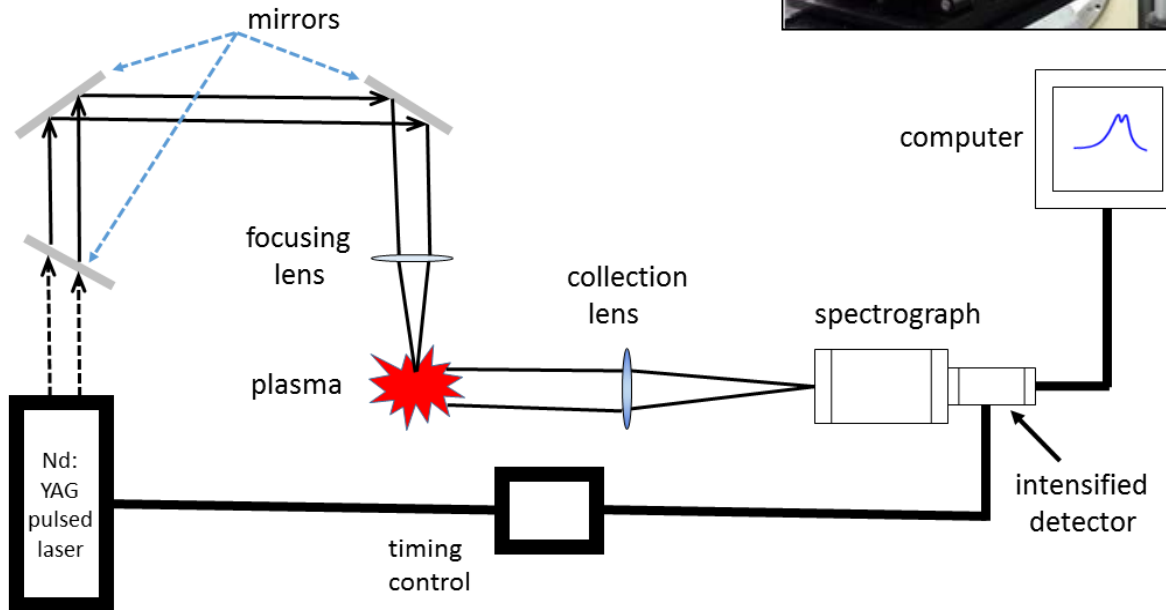 mirrors
computer
focusing
lens
collection
lens
spectrograph
plasma
Nd:
YAG
pulsed
laser
intensified
detector
timing
control